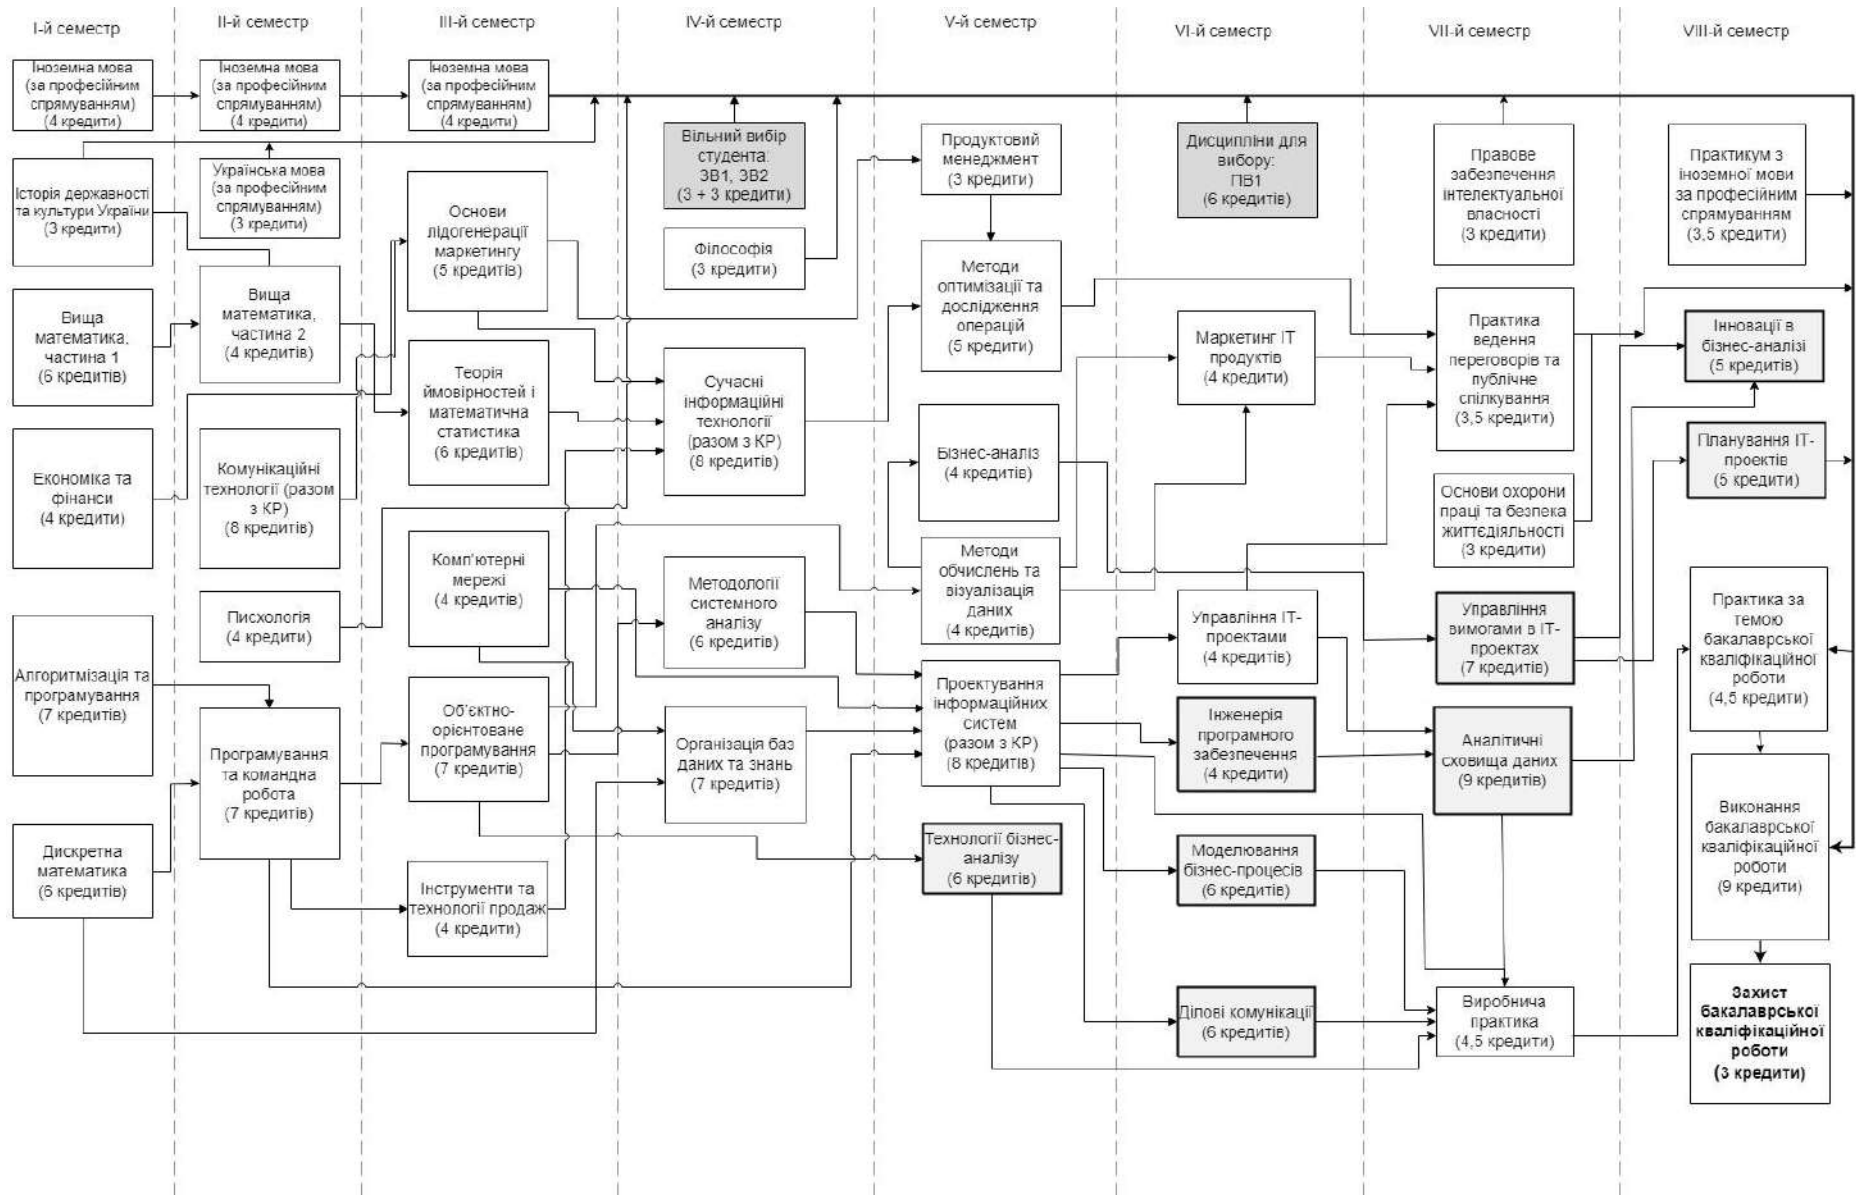 І-й семестр
ІІ-й семестр
ІІІ-й семестр
IV-й семестр
V-й семестр
VI-й семестр
VII-й семестр
VIII-й семестр
Іноземна мова
(за професійним
спрямуванням)
(4 кредити)
Історія державності
та культури України
(3 кредити)
Вища
математика,
частина 1
(6 кредитів)
Економіка та
фінанси
(4 кредити)
Алгоритмізація та
програмування
(7 кредитів)
Дискретна
математика
(6 кредитів)
Іноземна мова
(за професійним
спрямуванням)
(4 кредити)
Українська мова
(за професійним
спрямуванням)
(3 кредити)
Вища
математика,
частина 2
(4 кредитів)
Комунікаційні
технології (разом
з КР)
(8 кредитів)
Писхологія
(4 кредити)
Програмування
та командна
робота
(7 кредитів)
Іноземна мова
(за професійним
спрямуванням)
(4 кредити)
Основи
лідогенерації
маркетингу
(5 кредитів)
Теорія
ймовірностей і
математична
статистика
(6 кредитів)
Комп'ютерні
мережі
(4 кредитів)
Об'єктно-
орієнтоване
програмування
(7 кредитів)
Інструменти та
технології продаж
(4 кредити)
Вільний вибір
студента:
ЗВ1, ЗВ2
(3 + 3 кредити)
Філософія
(3 кредити)
Сучасні
інформаційні
технології
(разом з КР)
(8 кредитів)
Методології
системного
аналізу
(6 кредитів)
Організація баз
даних та знань
(7 кредитів)
Продуктовий
менеджмент
(3 кредити)
Методи
оптимізації та
дослідження
операцій
(5 кредити)
Бізнес-аналіз
(4 кредитів)
Методи
обчислень та
візуалізація
даних
(4 кредитів)
Проектування
інформаційних
систем
(разом з КР)
(8 кредитів)
Технології бізнес-
аналізу
(6 кредитів)
Дисципліни для
вибору:
ПВ1
(6 кредитів)
Маркетинг ІТ
продуктів
(4 кредити)
Управління ІТ-
проектами
(4 кредити)
Інженерія
програмного
забезпечення
(4 кредити)
Моделювання
бізнес-процесів
(6 кредитів)
Ділові комунікації
(6 кредитів)
Правове
забезпечення
інтелектуальної
власності
(3 кредити)
Практика
ведення
переговорів та
публічне
спілкування
(3,5 кредити)
Основи охорони
праці та безпека
життєдіяльності
(3 кредити)
Управління
вимогами в ІТ-
проектах
(7 кредитів)
Аналітичні
сховища даних
(9 кредитів)
Виробнича
практика
(4,5 кредити)
Практикум з
іноземної мови
за професійним
спрямуванням
(3,5 кредити)
Інновації в
бізнес-аналізі
(5 кредитів)
Планування ІТ-
проектів
(5 кредити)
Практика за
темою
бакалаврської
кваліфікаційної
роботи
(4,5 кредити)
Виконання
бакалаврської
кваліфікаційної
роботи
(9 кредити)
Захист
бакалаврської
кваліфікаційної
роботи
(3 кредити)